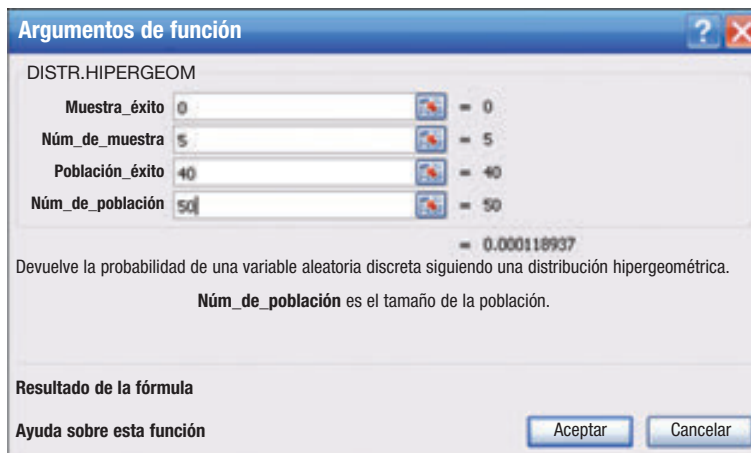 Argumentos de función
?
DISTR.HIPERGEOM
Muestra_éxito 0 = 0
Núm_de_muestra 5 = 5
Población_éxito 40 = 40
Núm_de_población 50 = 50
= 0.000118937
Devuelve la probabilidad de una variable aleatoria discreta siguiendo una distribución hipergeométrica.
Núm_de_población es el tamaño de la población.
Resultado de la fórmula
Ayuda sobre esta función Aceptar Cancelar